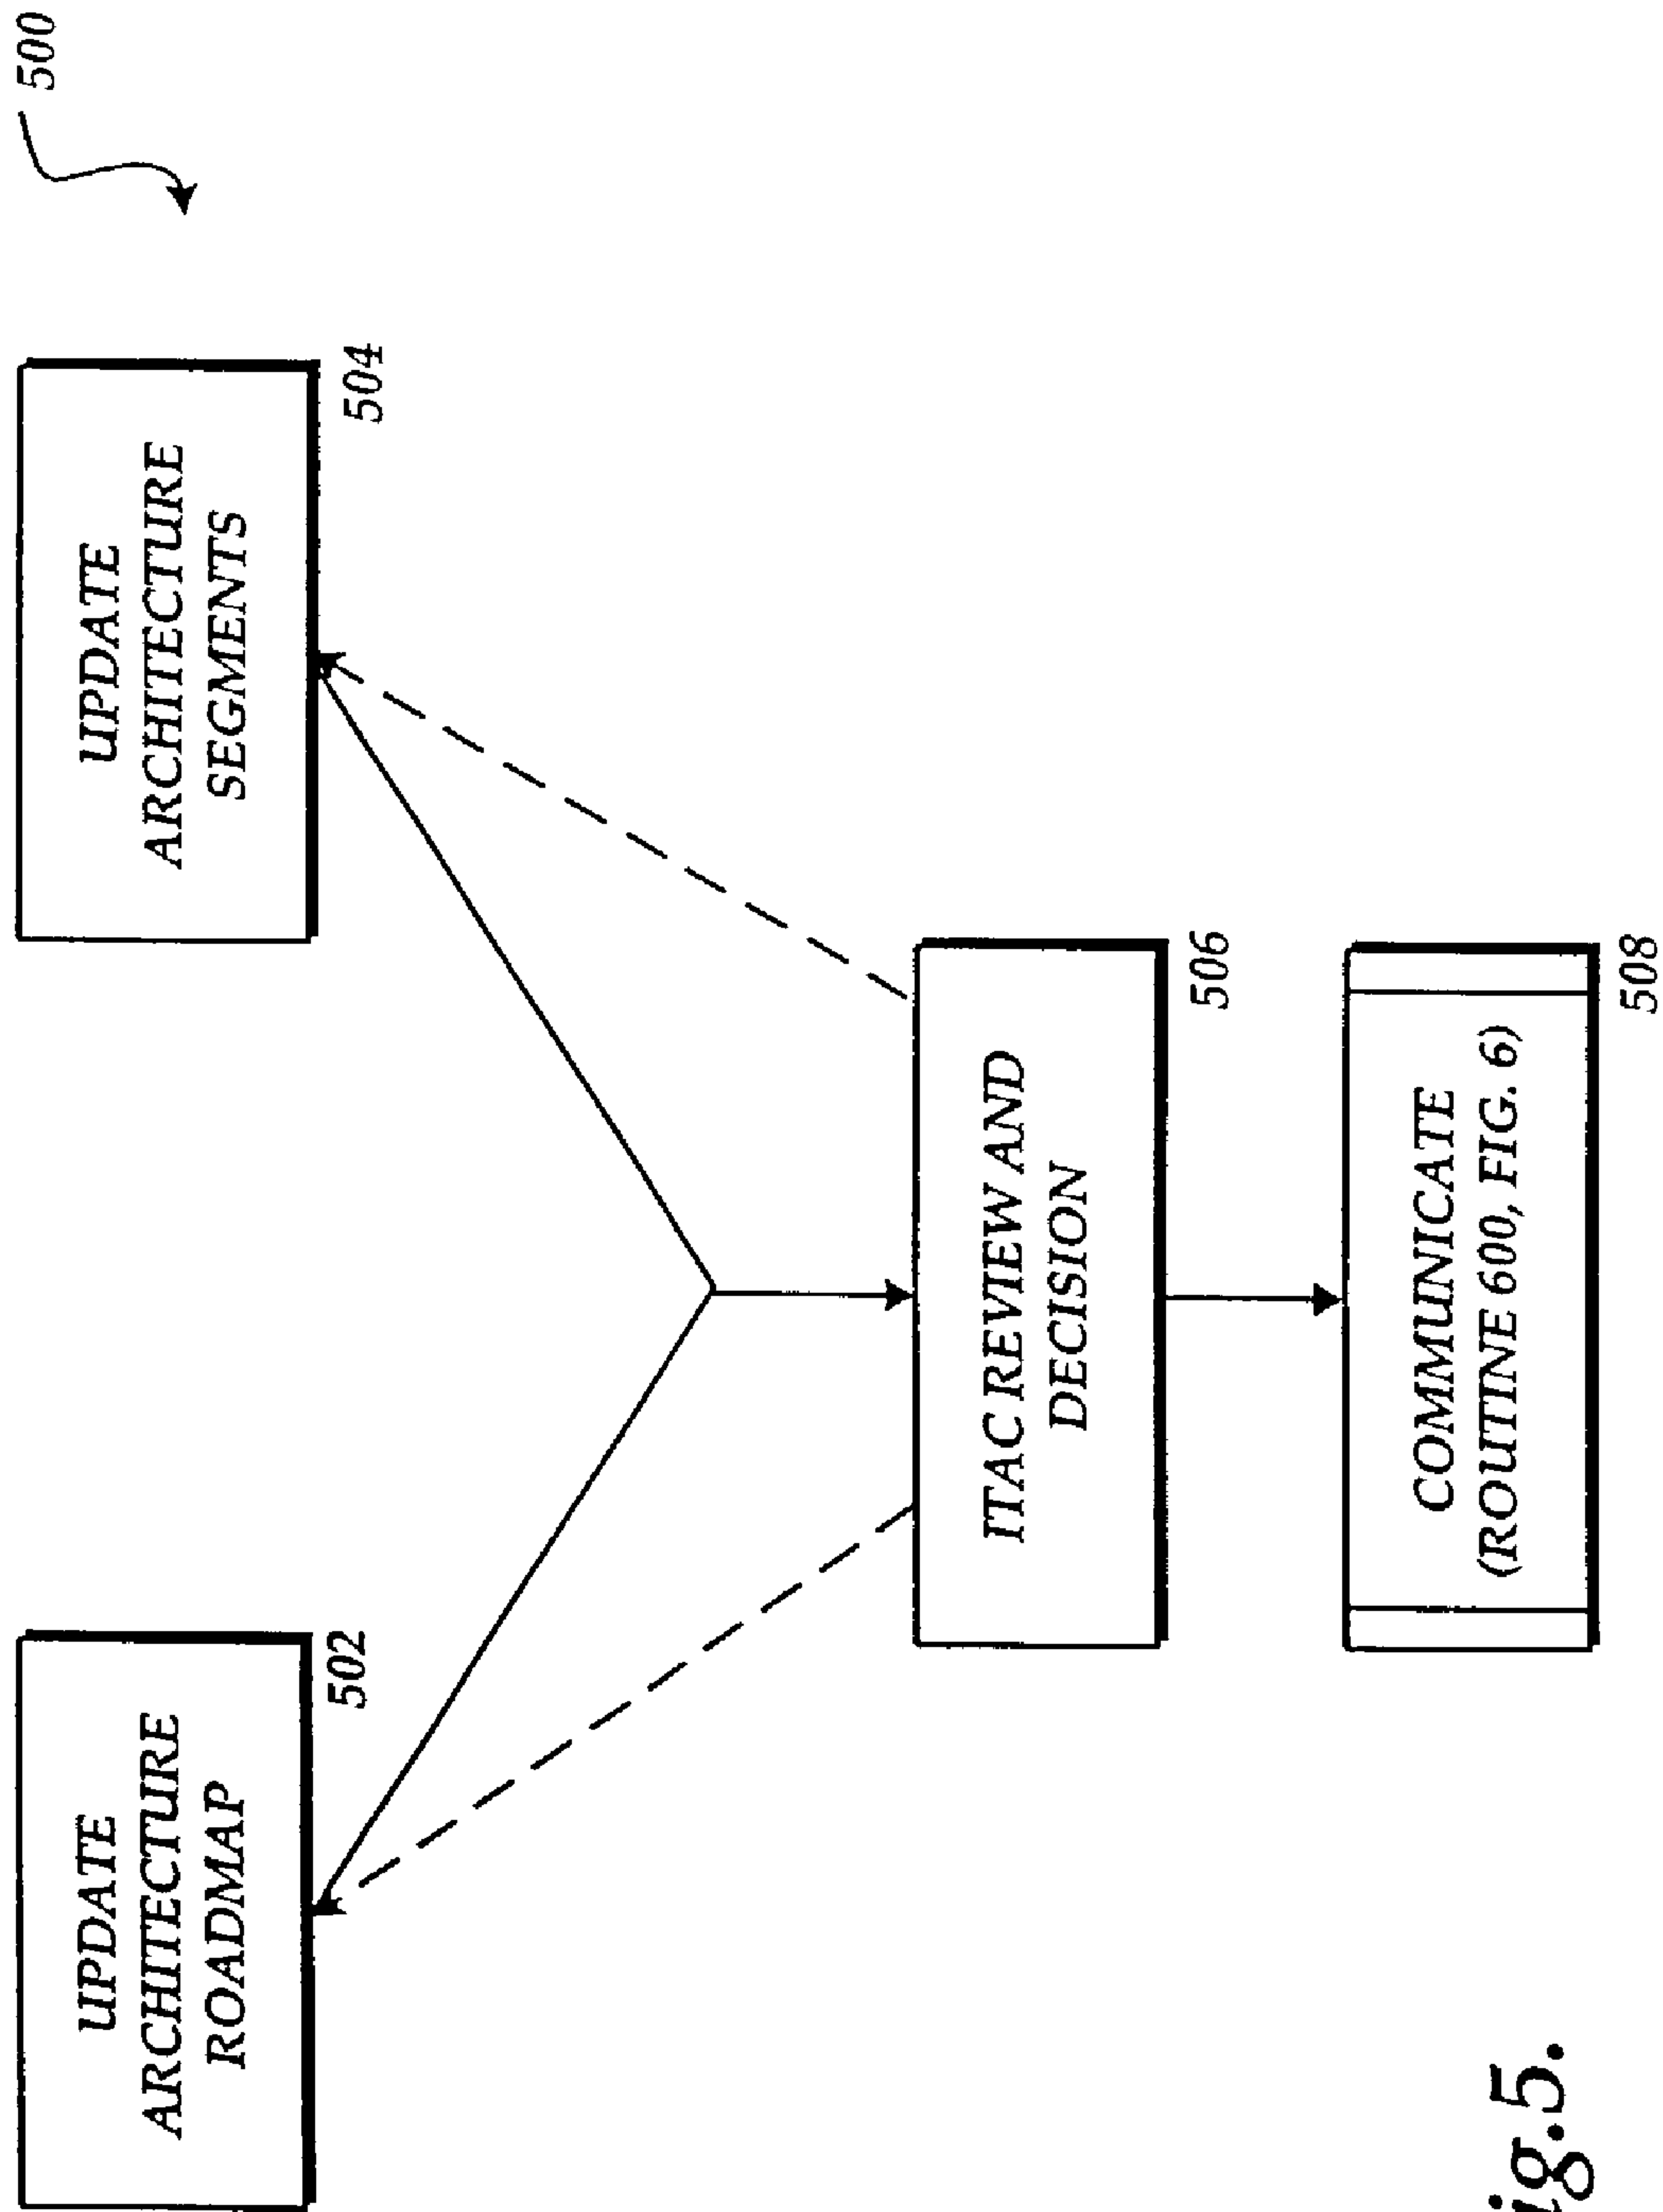 500
UPDATE
ARCHITECTURE
ROADMAP
502
UPDATE
ARCHITECTURE
SEGMENTS
504
ITAC REVIEW AND
DECISION
506
COMMUNICATE
(ROUTINE 600, FIG. 6)
508
ig.5.